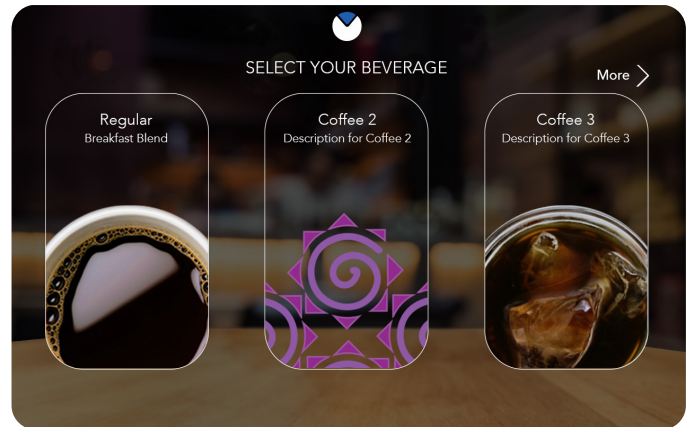 SELECT YOUR BEVERAGE
More
Regular
Breakfast Blend
Coffee 2
Description for Coffee 2
Coffee 3
Description for Coffee 3